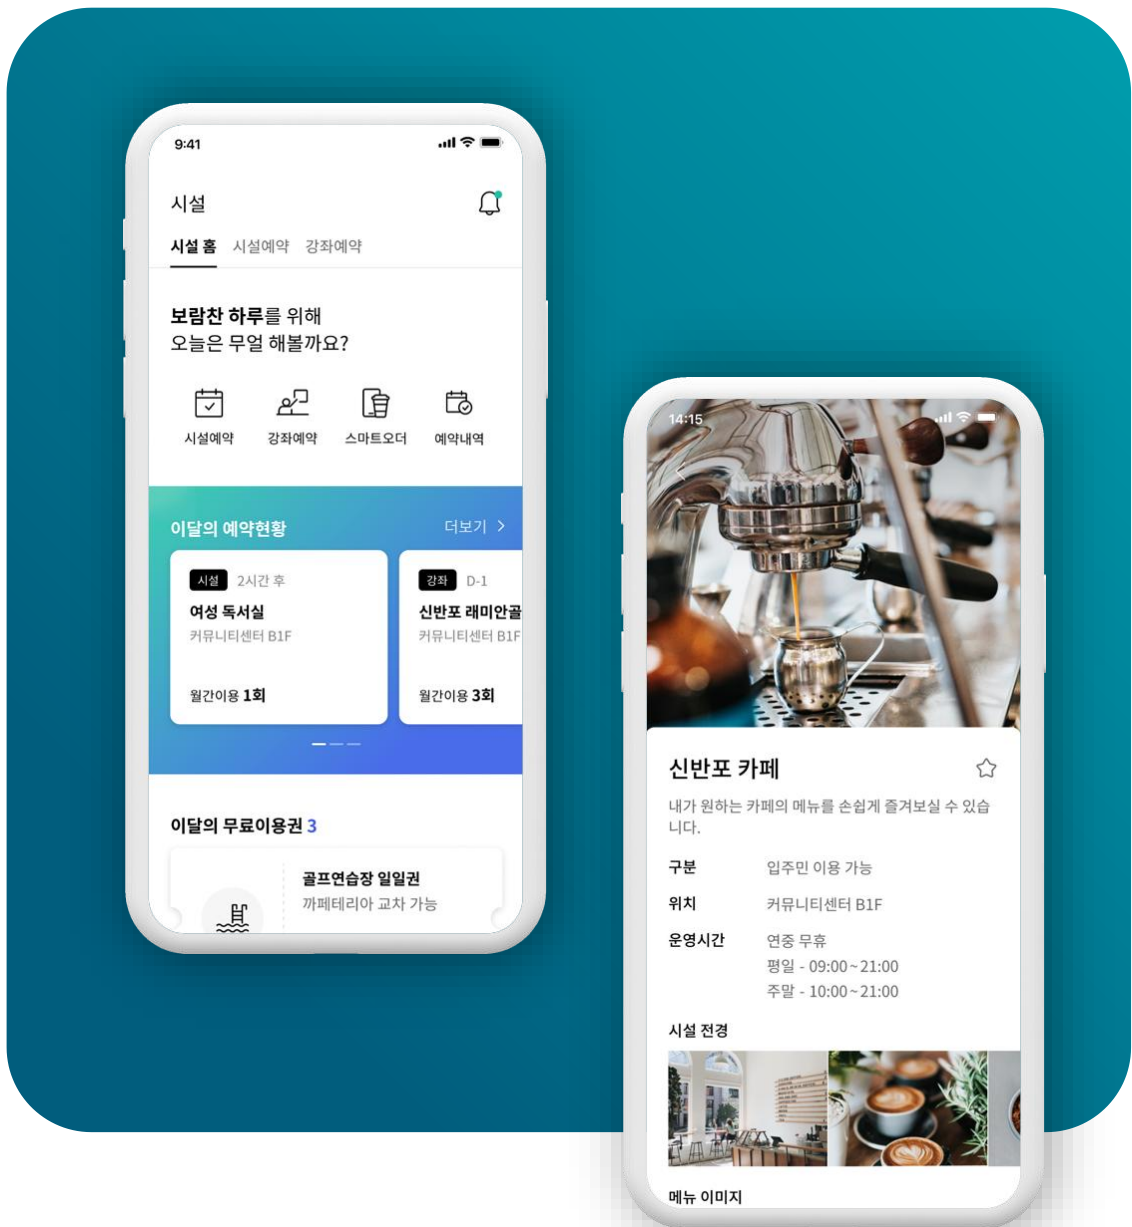 9:41
시설
시설 홈 시설예약 강좌예약
보람찬 하루를 위해
오늘은 무얼 해볼까요?
시설예약 강좌예약 스마트오더 예약내역
이달의 예약현황 더보기
시설 2시간 후
여성 독서실
커뮤니티센터 B1F
월간이용 1회
강좌 D-1
신반포 래미안골
커뮤니티센터 B1F
월간이용 3회
이달의 무료이용권 3
골프연습장 일일권
까페테리아 교차 가능
14:15
신반포 카페
내가 원하는 카페의 메뉴를 손쉽게 즐겨보실 수 있습
니다.
구분 입주민 이용 가능
위치 커뮤니티센터 B1F
운영시간 연중 무휴
평일 - 09:00~21:00
주말 - 10:00~21:00
시설 전경
메뉴 이미지